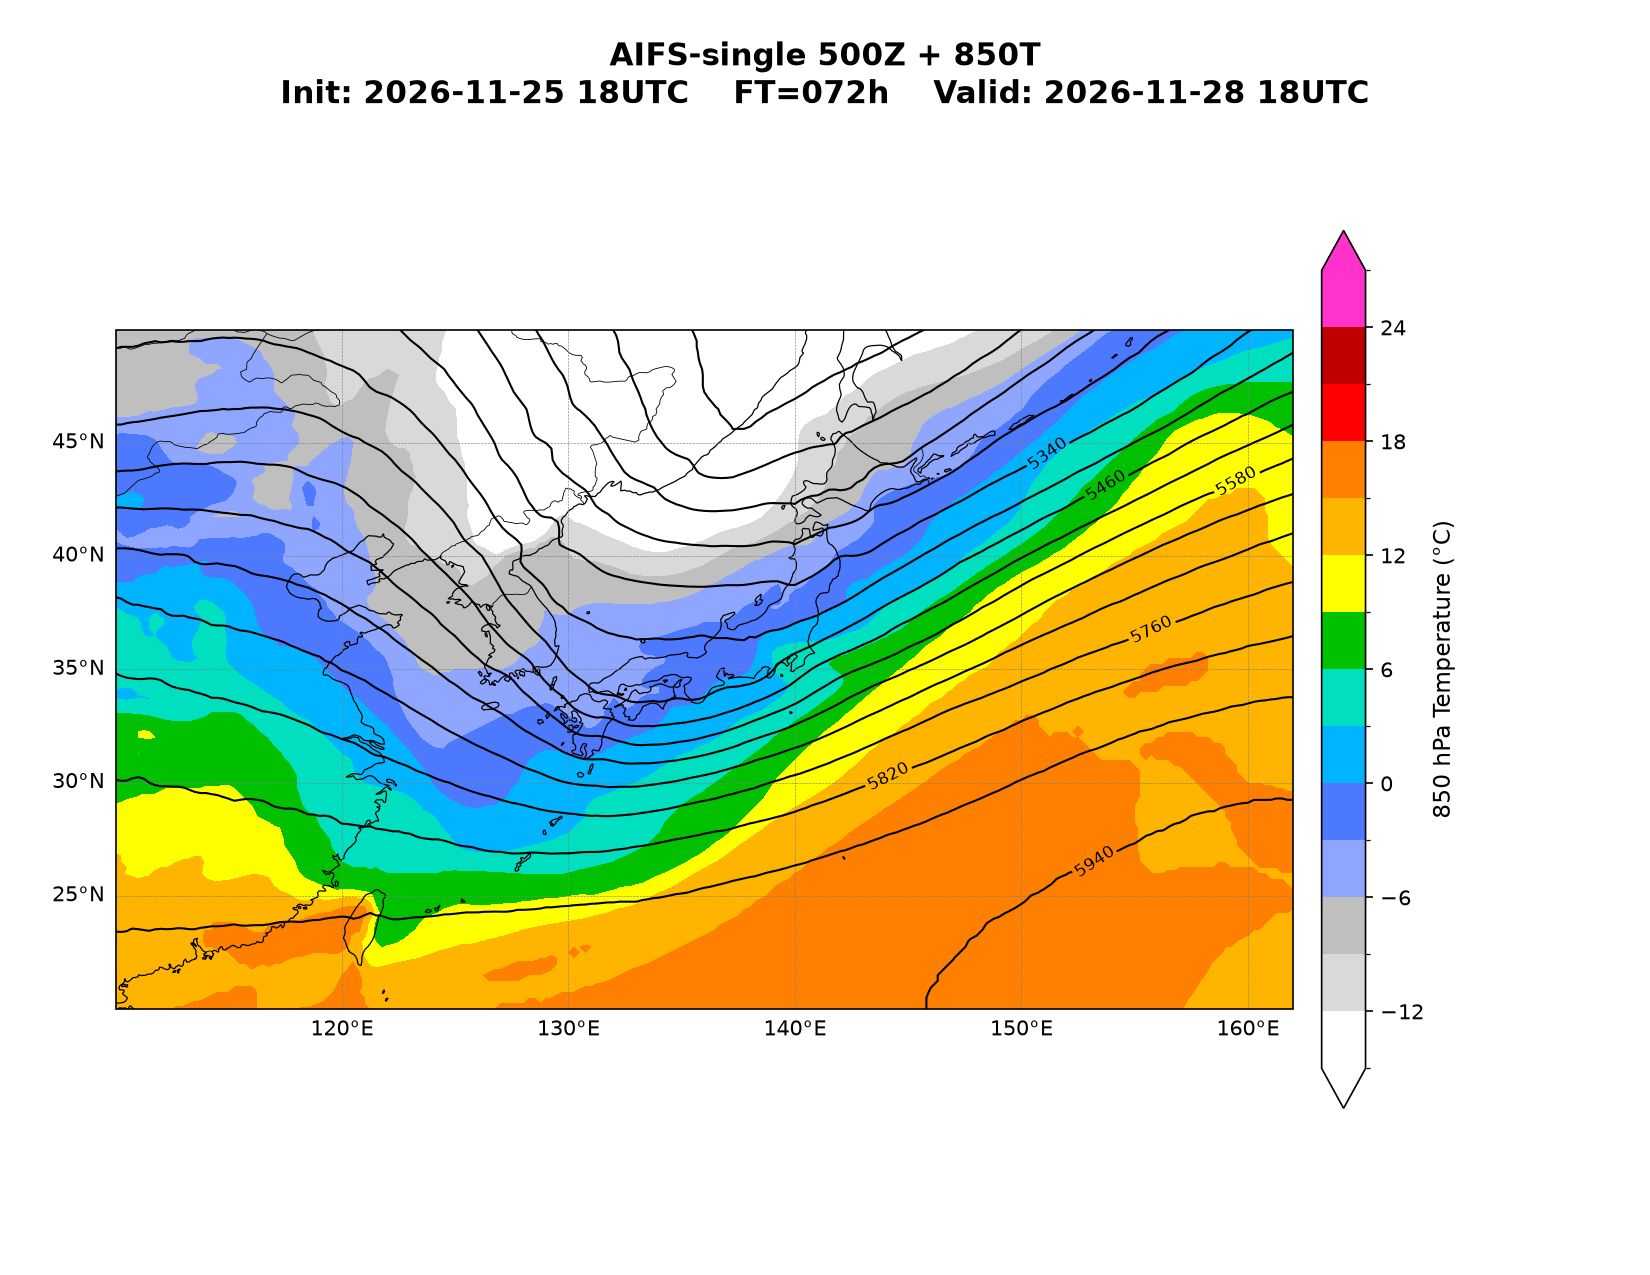 AIFS-single 500Z + 850T
Init: 2026-11-25 18UTC    FT=072h    Valid: 2026-11-28 18UTC
24
18
12
6
0
−6
−12
850 hPa Temperature (°C)
45°N
40°N
35°N
30°N
25°N
5340
5460
5580
5760
5820
5940
120°E
130°E
140°E
150°E
160°E